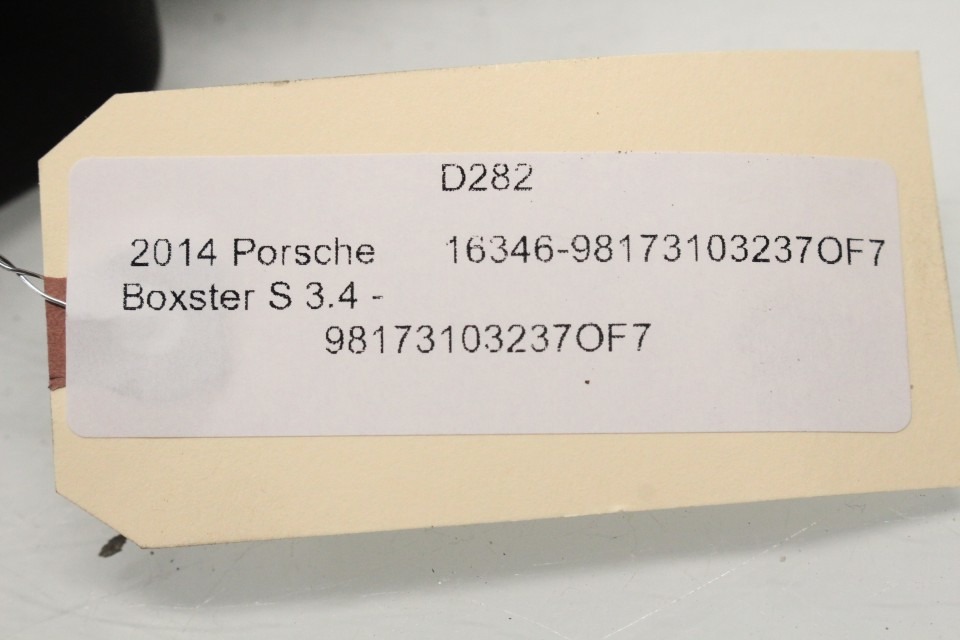 D282
2014 Porsche 16346-98173103237OF7
Boxster S 3.4 -
98173103237OF7